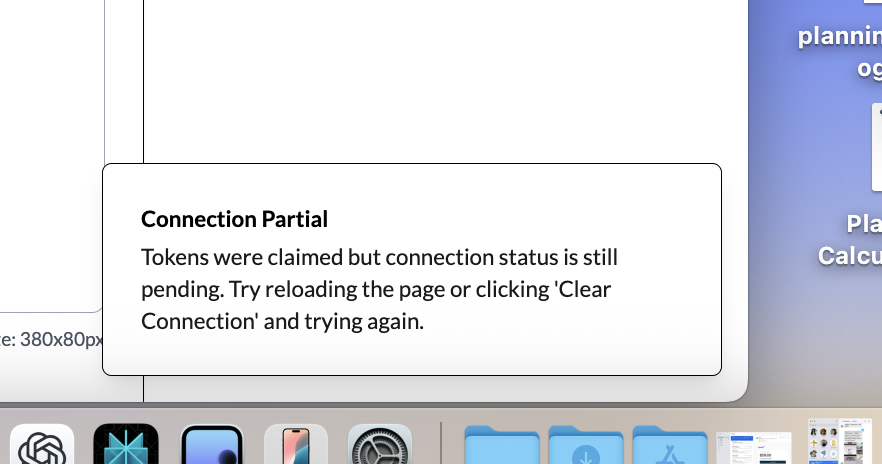 plannin
og
Pla
Calcu
Connection Partial
Tokens were claimed but connection status is still
pending. Try reloading the page or clicking 'Clear
Connection' and trying again.
e: 380x80px